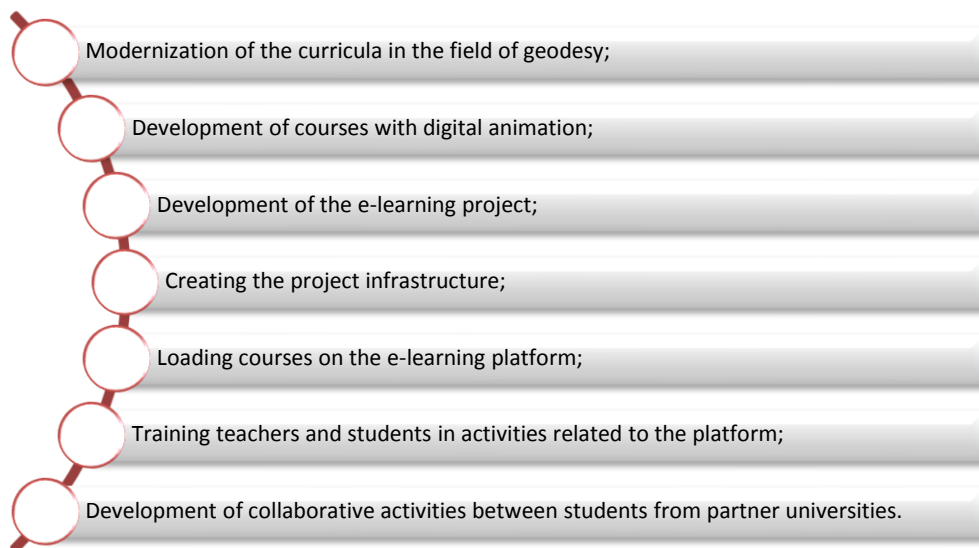 Modernization of the curricula in the field of geodesy;
Development of courses with digital animation;
Development of the e-learning project;
Creating the project infrastructure;
Loading courses on the e-learning platform;
Training teachers and students in activities related to the platform;
Development of collaborative activities between students from partner universities.